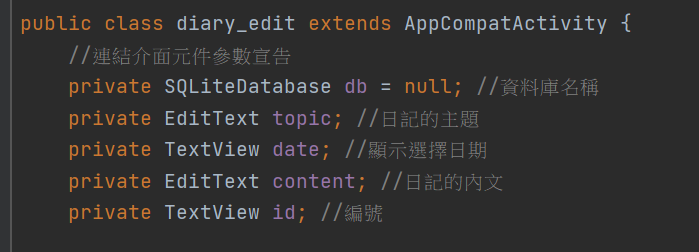 public class diary_edit extends AppCompatActivity {
//連結介面元件參數宣告
private SQLiteDatabase db = null; //資料庫名稱
private EditText topic; //日記的主題
private TextView date; //顯示選擇日期
private EditText content; //日記的內文
private TextView id; //編號